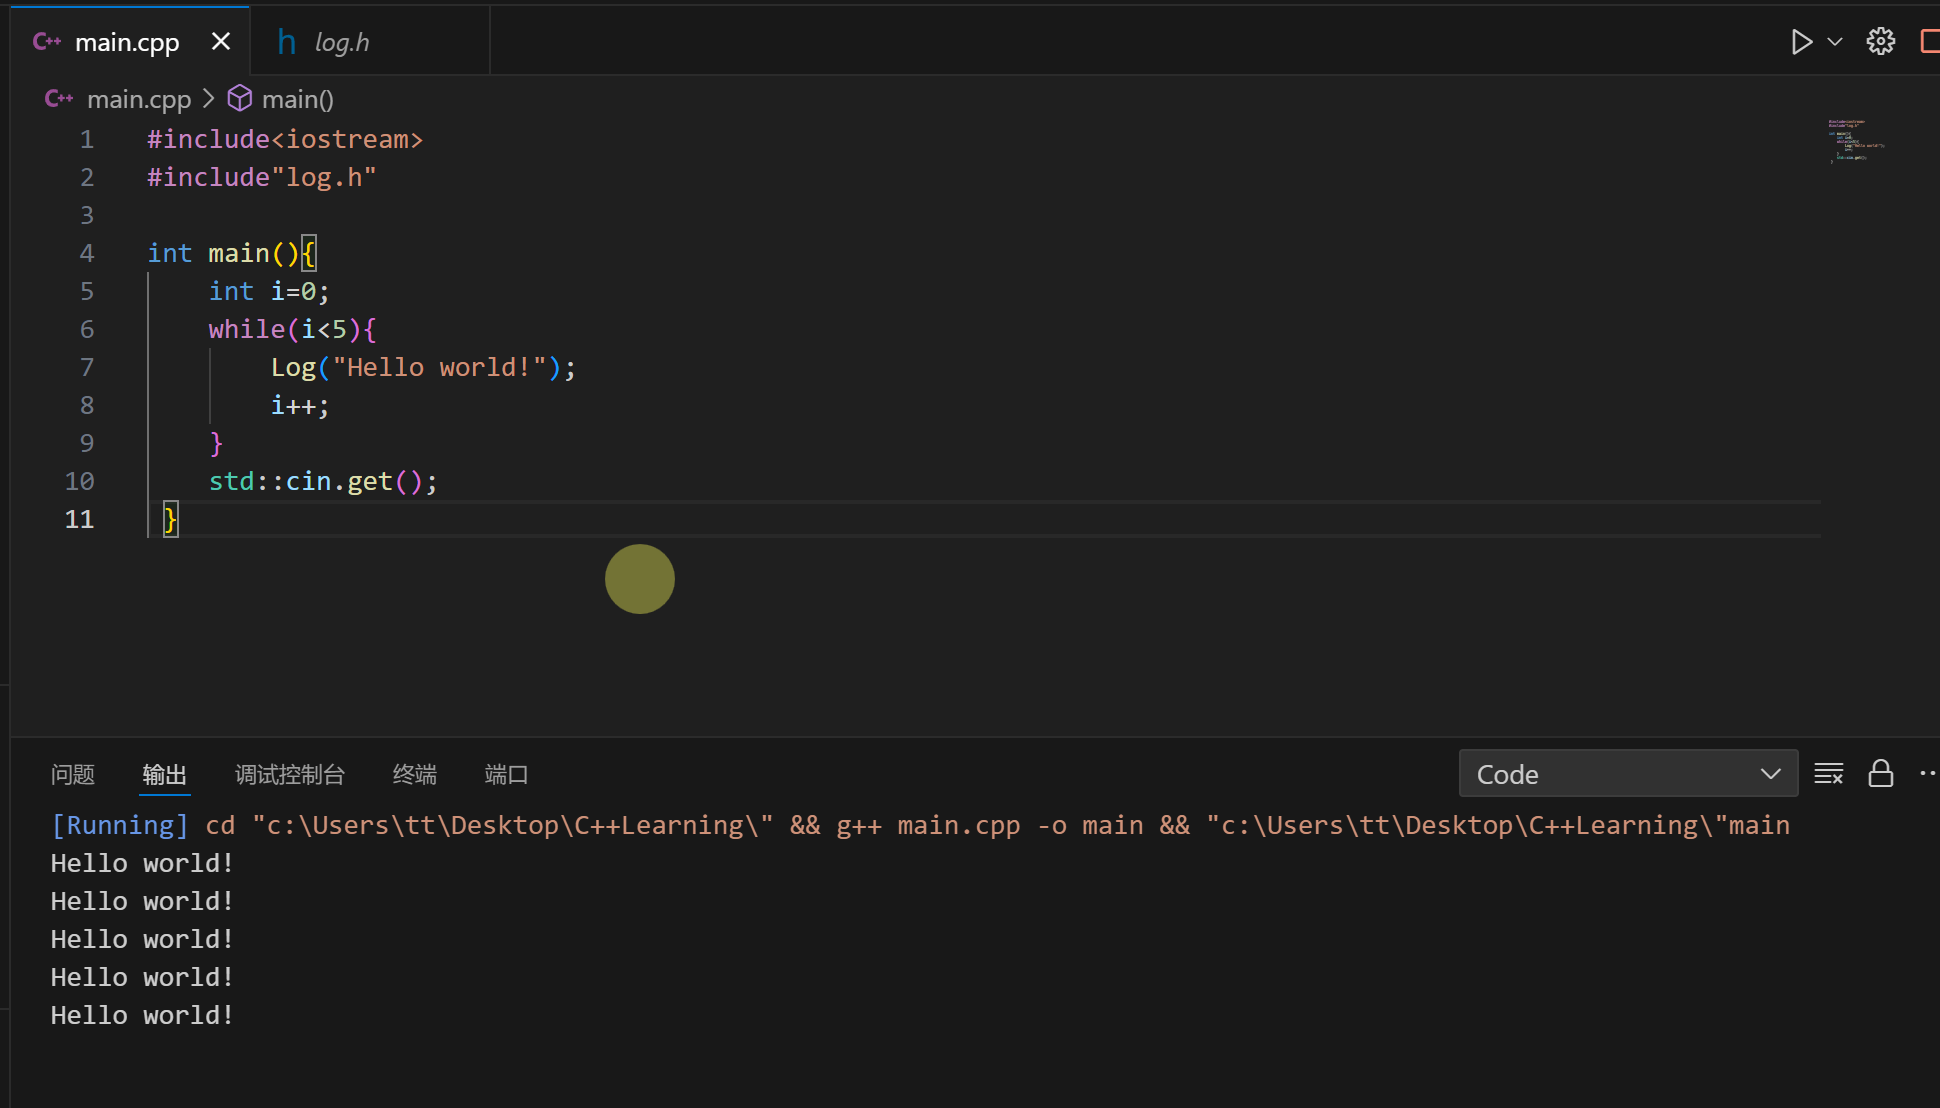 C++ main.cpp h log.h
C++ main.cpp > main()
1 #include<iostream>
2 #include"log.h"
3
4 int main(){
5     int i=0;
6     while(i<5){
7         Log("Hello world!");
8         i++;
9     }
10     std::cin.get();
11  }
问题 输出 调试控制台 终端 端口 Code
[Running] cd "c:\Users\tt\Desktop\C++Learning\" && g++ main.cpp -o main && "c:\Users\tt\Desktop\C++Learning\"main
Hello world!
Hello world!
Hello world!
Hello world!
Hello world!